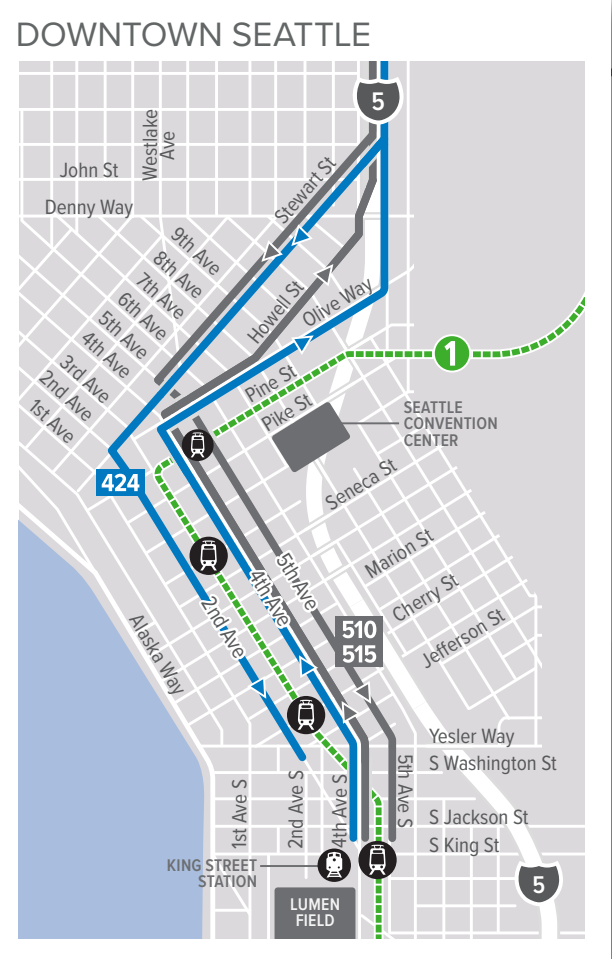 DOWNTOWN SEATTLE
5
Westlake
Ave
John St
Denny Way
Stewart St
9th Ave
8th Ave
7th Ave
6th Ave
5th Ave
4th Ave
3rd Ave
2nd Ave
1st Ave
Howell St
Olive Way
1
Pine St
Pike St
SEATTLE
CONVENTION
CENTER
424
Seneca St
Marion St
Cherry St
Jefferson St
5th Ave
4th Ave
2nd Ave
Alaska Way
510
515
Yesler Way
S Washington St
S Jackson St
S King St
1st Ave S
2nd Ave S
4th Ave S
5th Ave S
KING STREET
STATION
LUMEN
FIELD
5